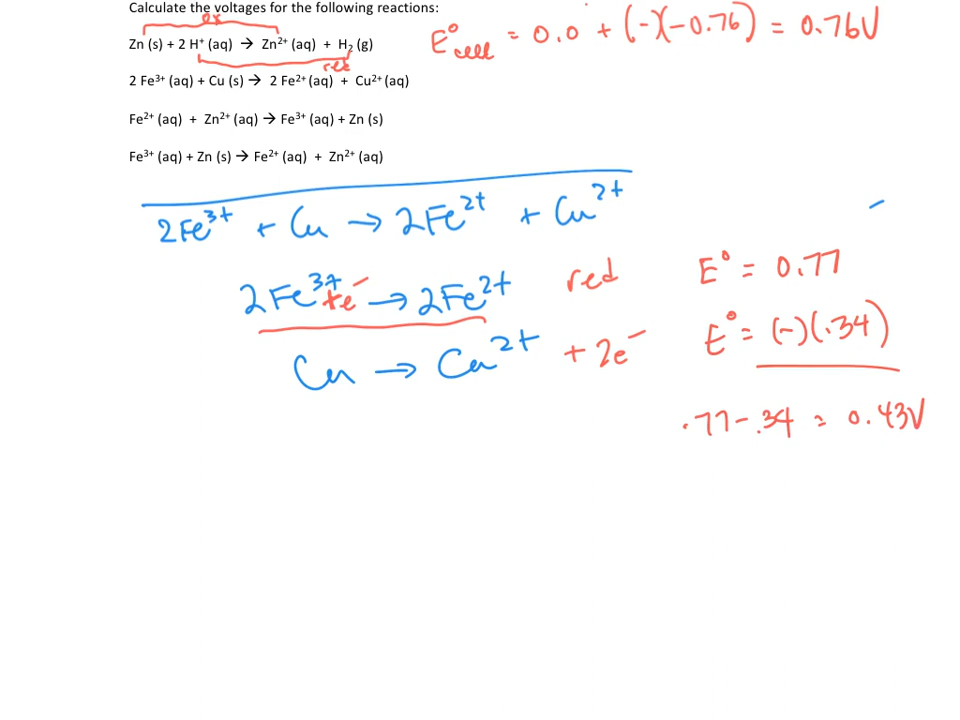 Calculate the voltages for the following reactions:
ox
Zn (s) + 2 H⁺ (aq) → Zn²⁺ (aq) + H₂ (g)
E°cell = 0.0 + (-)(-0.76) = 0.76V
red
2 Fe³⁺ (aq) + Cu (s) → 2 Fe²⁺ (aq) + Cu²⁺ (aq)
Fe²⁺ (aq) + Zn²⁺ (aq) → Fe³⁺ (aq) + Zn (s)
Fe³⁺ (aq) + Zn (s) → Fe²⁺ (aq) + Zn²⁺ (aq)
2Fe³⁺ + Cu → 2Fe²⁺ + Cu²⁺
2Fe³⁺ + e⁻ → 2Fe²⁺ red E° = 0.77
Cu → Cu²⁺ + 2e⁻ E° = (-)(.34)
.77 - .34 = 0.43V